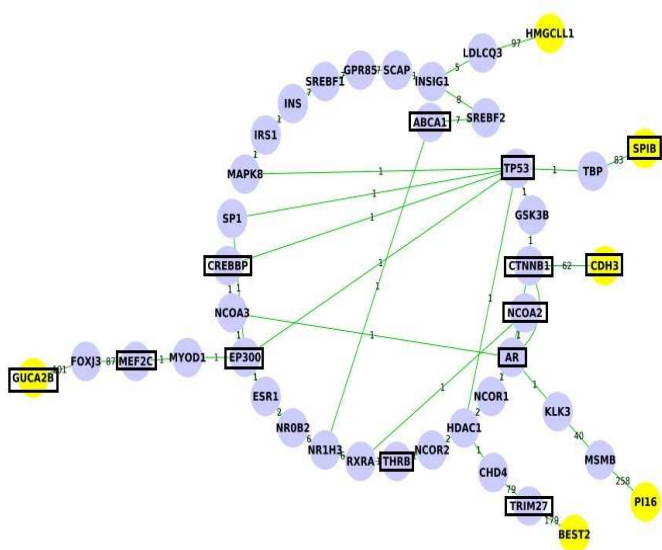 HMGCLL1
97
LDLCQ3
5
GPR85
7
SCAP
1
INSIG1
SREBF1
7
INS
8
SREBF2
7
ABCA1
1
IRS1
1
MAPK8
1
TP53
1
TBP
83
SPIB
1
GSK3B
SP1
1
1
1
CREBBP
1
CTNNB1
62
CDH3
1
1
1
NCOA3
NCOA2
1
1
1
AR
GUCA2B
101
FOXJ3
87
MEF2C
1
MYOD1
1
EP300
1
1
1
ESR1
1
NCOR1
KLK3
2
NR0B2
2
HDAC1
40
6
NR1H3
6
RXRA
THRB
NCOR2
2
1
MSMB
CHD4
258
79
TRIM27
PI16
179
BEST2